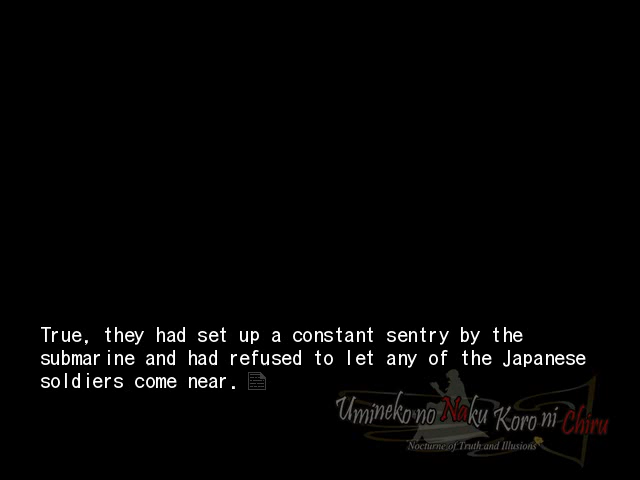 True, they had set up a constant sentry by the
submarine and had refused to let any of the Japanese
soldiers come near.
Umineko no Naku Koro ni Chiru
Nocturne of Truth and Illusions